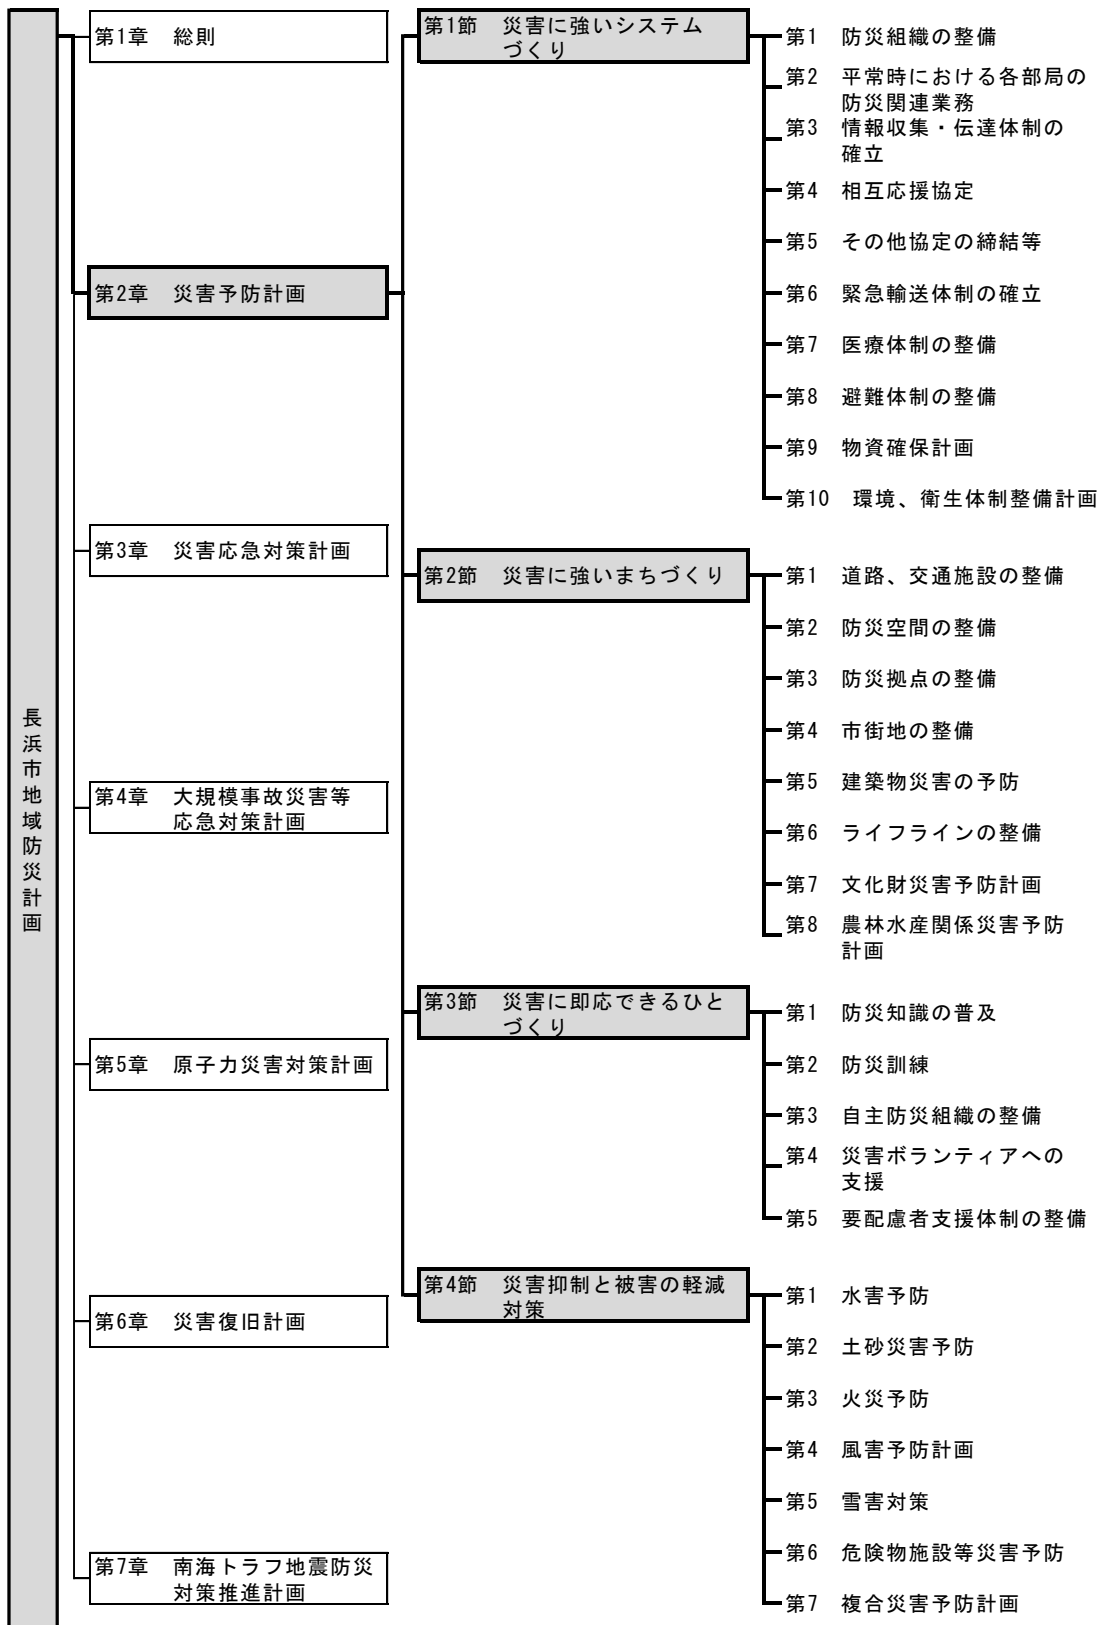 長浜市地域防災計画
第1章 総則
第2章 災害予防計画
第3章 災害応急対策計画
第4章 大規模事故災害等
応急対策計画
第5章 原子力災害対策計画
第6章 災害復旧計画
第7章 南海トラフ地震防災
対策推進計画
第1節 災害に強いシステム
づくり
第1 防災組織の整備
第2 平常時における各部局の
防災関連業務
第3 情報収集・伝達体制の
確立
第4 相互応援協定
第5 その他協定の締結等
第6 緊急輸送体制の確立
第7 医療体制の整備
第8 避難体制の整備
第9 物資確保計画
第10 環境、衛生体制整備計画
第2節 災害に強いまちづくり
第1 道路、交通施設の整備
第2 防災空間の整備
第3 防災拠点の整備
第4 市街地の整備
第5 建築物災害の予防
第6 ライフラインの整備
第7 文化財災害予防計画
第8 農林水産関係災害予防
計画
第3節 災害に即応できるひと
づくり
第1 防災知識の普及
第2 防災訓練
第3 自主防災組織の整備
第4 災害ボランティアへの
支援
第5 要配慮者支援体制の整備
第4節 災害抑制と被害の軽減
対策
第1 水害予防
第2 土砂災害予防
第3 火災予防
第4 風害予防計画
第5 雪害対策
第6 危険物施設等災害予防
第7 複合災害予防計画